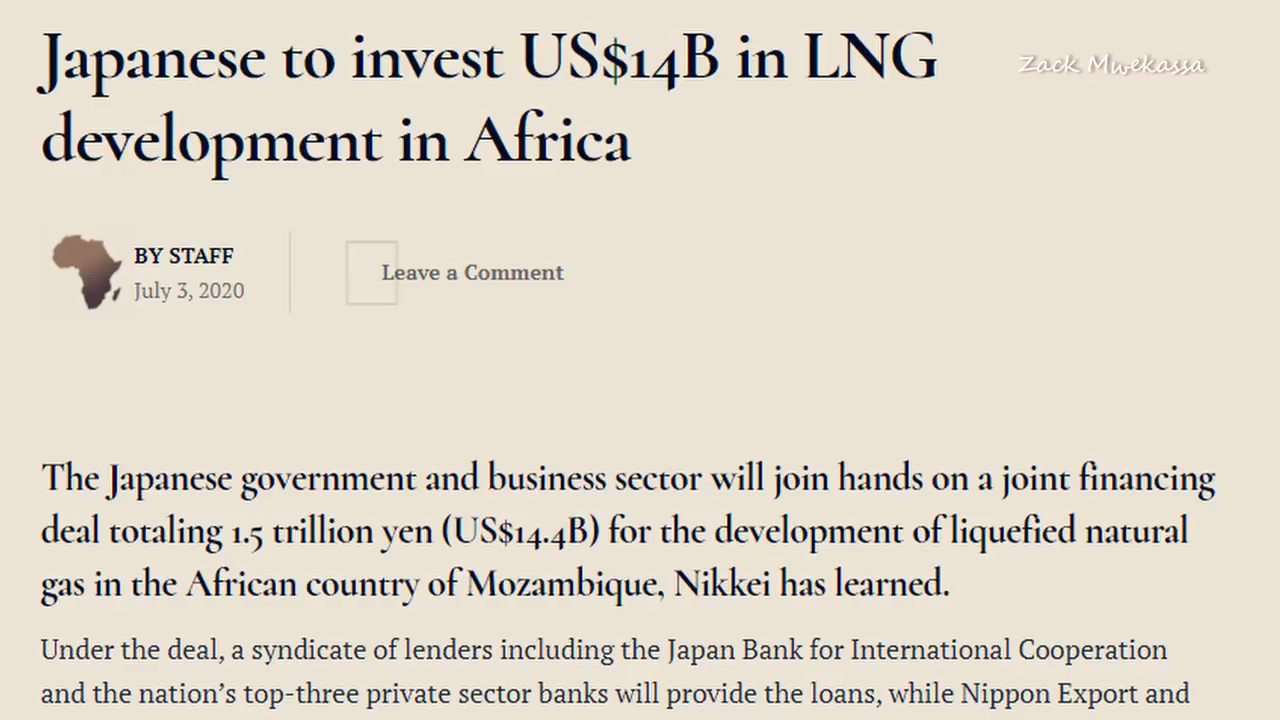 Japanese to invest US$14B in LNG
Zack Mwekassa
development in Africa
BY STAFF
July 3, 2020
Leave a Comment
The Japanese government and business sector will join hands on a joint financing
deal totaling 1.5 trillion yen (US$14.4B) for the development of liquefied natural
gas in the African country of Mozambique, Nikkei has learned.
Under the deal, a syndicate of lenders including the Japan Bank for International Cooperation
and the nation’s top-three private sector banks will provide the loans, while Nippon Export and